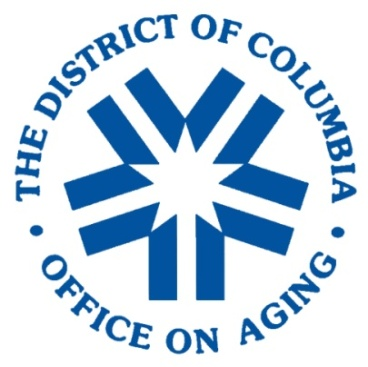 THE DISTRICT OF COLUMBIA
• OFFICE ON AGING •